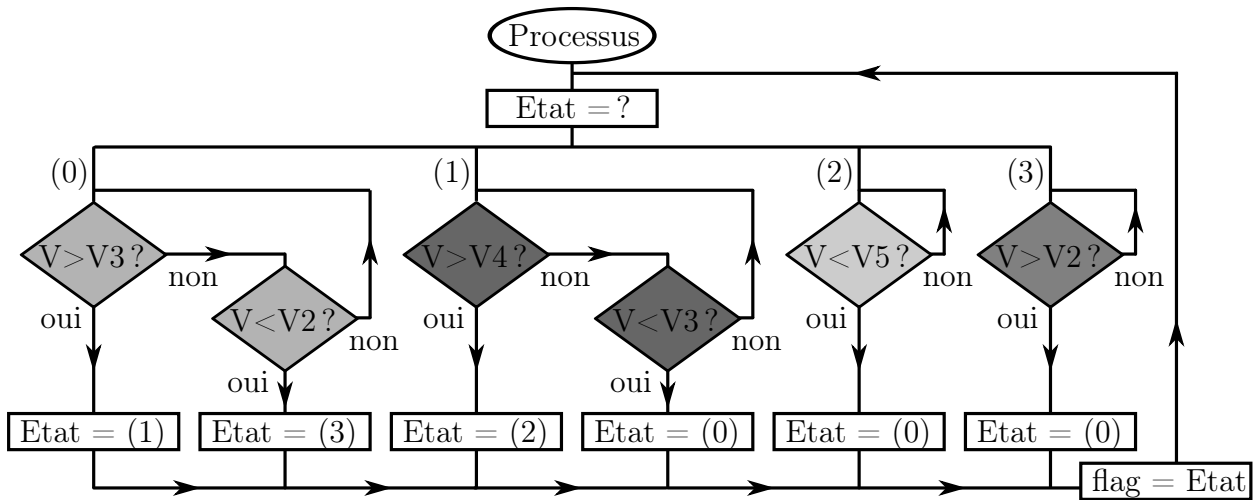 Processus
Etat = ?
(0)
(1)
(2)
(3)
V>V3 ?
non
oui
V<V2 ?
non
oui
V>V4 ?
non
oui
V<V3 ?
non
oui
V<V5 ?
non
oui
V>V2 ?
non
oui
Etat = (1)
Etat = (3)
Etat = (2)
Etat = (0)
Etat = (0)
Etat = (0)
flag = Etat